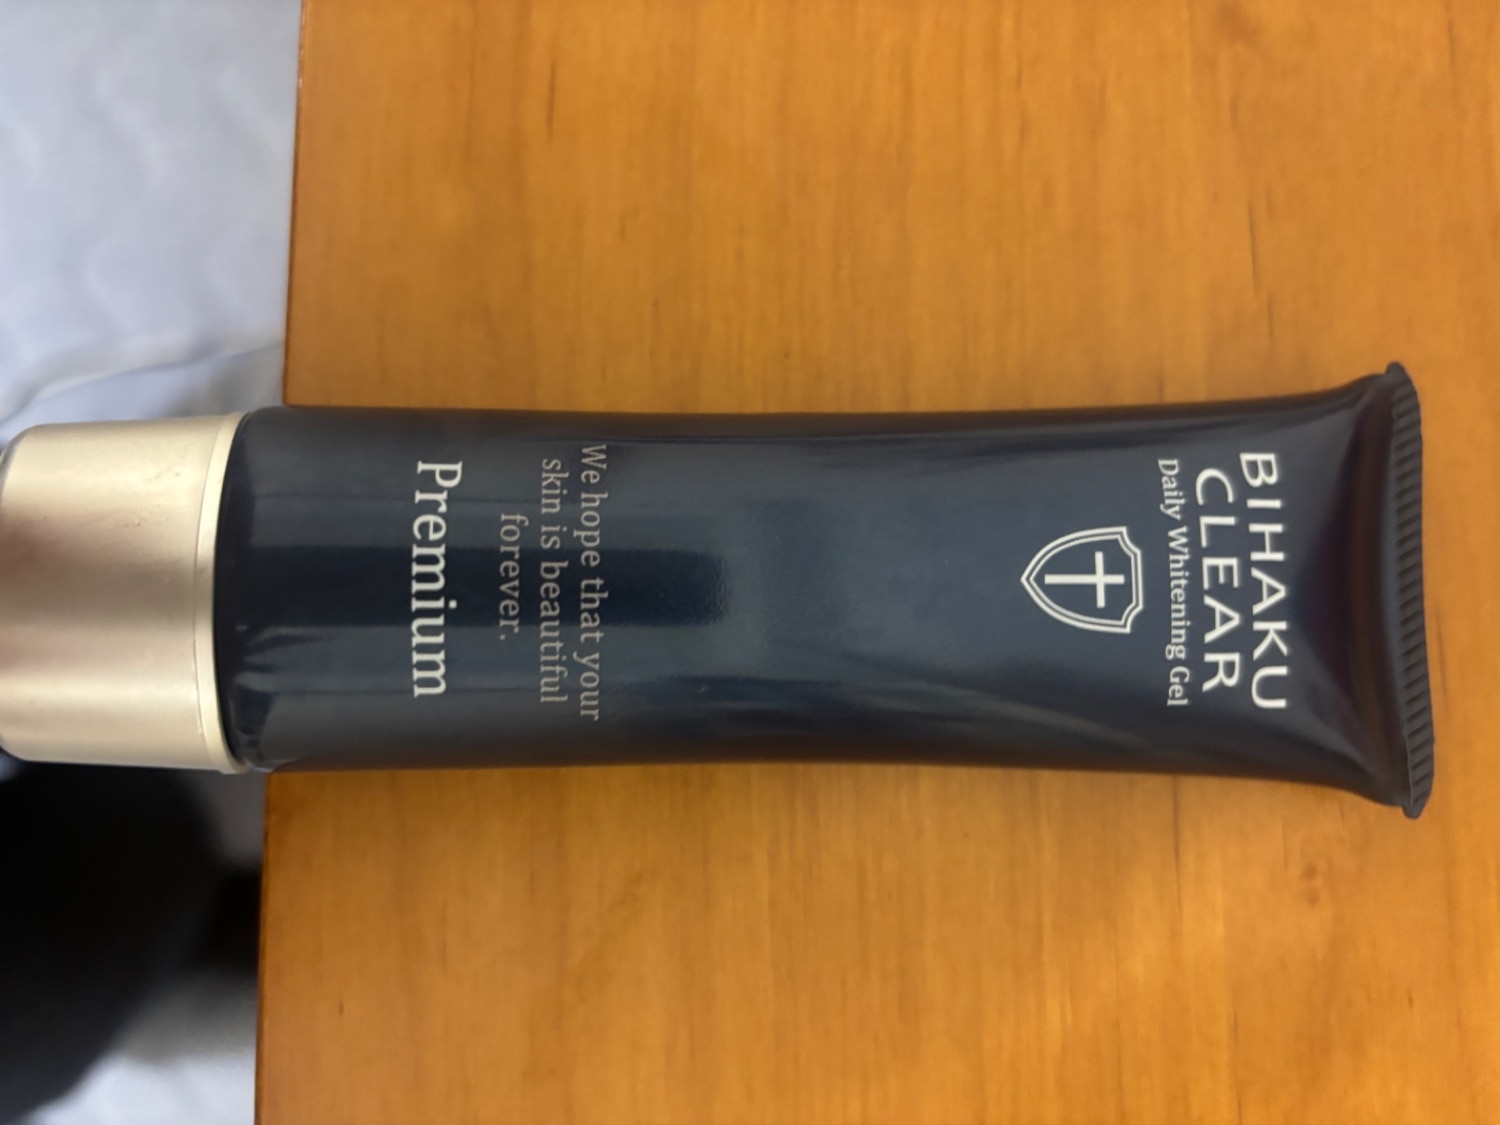 BIHAKU
CLEAR
Daily Whitening Gel
We hope that your
skin is beautiful
forever.
Premium